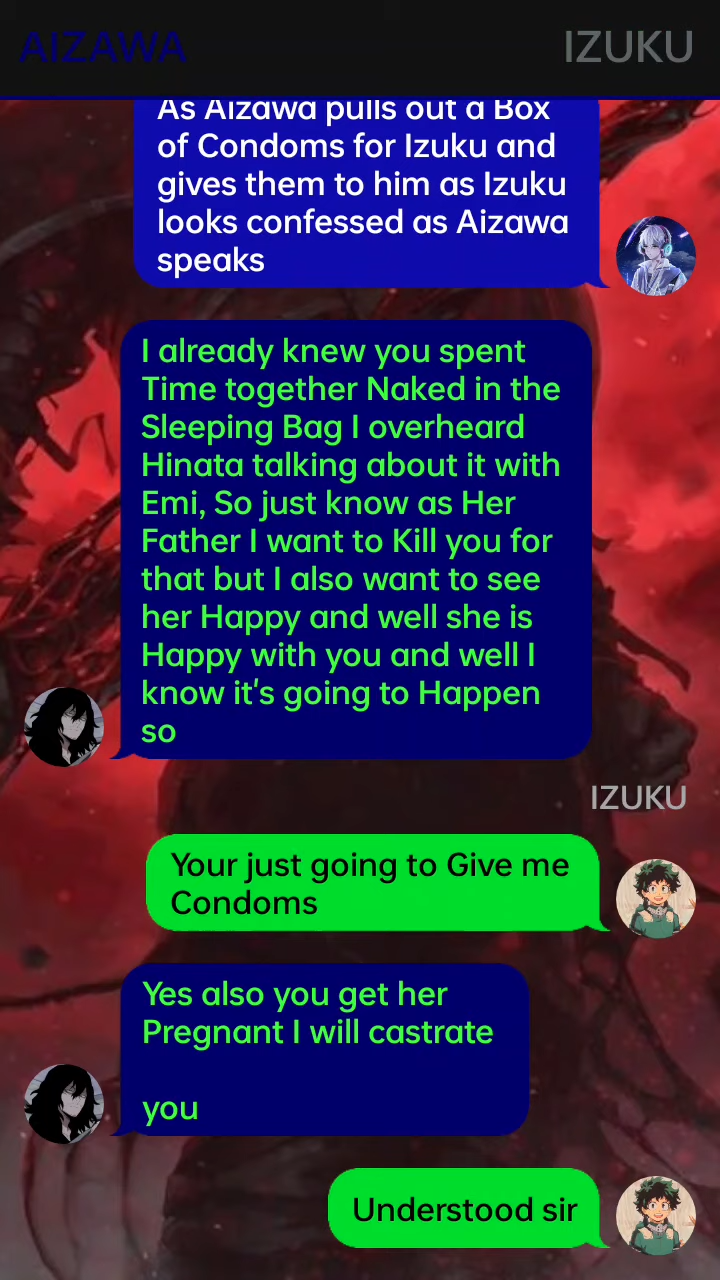 AIZAWA
IZUKU
As Aizawa pulls out a Box
of Condoms for Izuku and
gives them to him as Izuku
looks confessed as Aizawa
speaks
I already knew you spent
Time together Naked in the
Sleeping Bag I overheard
Hinata talking about it with
Emi, So just know as Her
Father I want to Kill you for
that but I also want to see
her Happy and well she is
Happy with you and well I
know it's going to Happen
so
IZUKU
Your just going to Give me
Condoms
Yes also you get her
Pregnant I will castrate
you
Understood sir